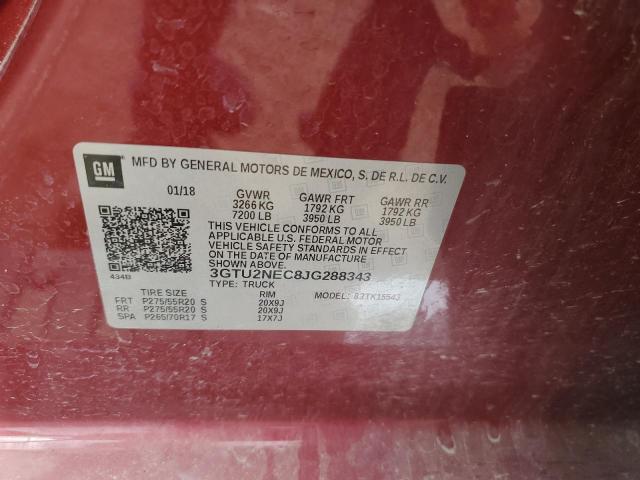 GM MFD BY GENERAL MOTORS DE MEXICO, S. DE R.L. DE C.V.
01/18 GVWR GAWR FRT GAWR RR
3266 KG 1792 KG 1792 KG
7200 LB 3950 LB 3950 LB
THIS VEHICLE CONFORMS TO ALL
APPLICABLE U.S. FEDERAL MOTOR
VEHICLE SAFETY STANDARDS IN EFFECT
ON THE DATE OF MANUFACTURE
SHOWN ABOVE.
434B 3GTU2NEC8JG288343
TYPE: TRUCK
TIRE SIZE RIM MODEL:
FRT P275/55R20 S 20X9J
RR P275/55R20 S 20X9J
SPA P265/70R17 S 17X7J